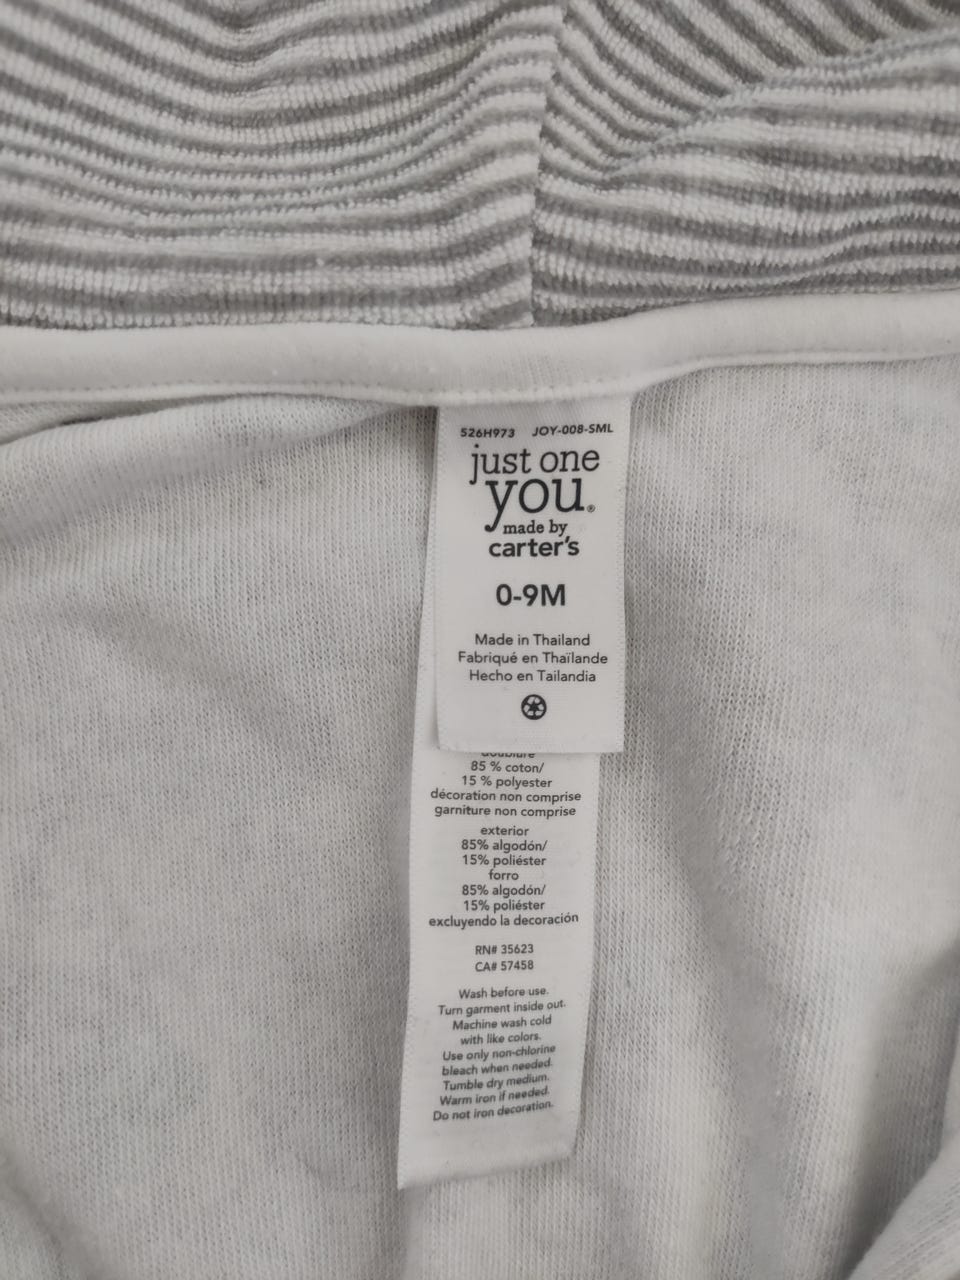 526H973 JOY-008-SML
just one
you.®
made by
carter's
0-9M
Made in Thailand
Fabriqué en Thaïlande
Hecho en Tailandia
doublure
85 % coton/
15 % polyester
décoration non comprise
garniture non comprise
exterior
85% algodón/
15% poliéster
forro
85% algodón/
15% poliéster
excluyendo la decoración
RN# 35623
CA# 57458
Wash before use.
Turn garment inside out.
Machine wash cold
with like colors.
Use only non-chlorine
bleach when needed.
Tumble dry medium.
Warm iron if needed.
Do not iron decoration.